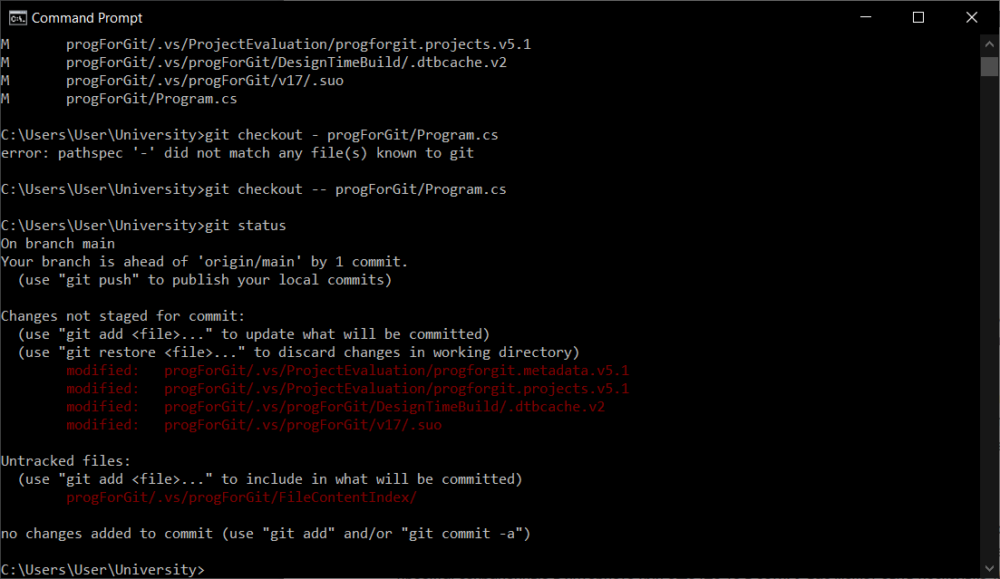 Command Prompt
M       progForGit/.vs/ProjectEvaluation/progforgit.projects.v5.1
M       progForGit/.vs/progForGit/DesignTimeBuild/.dtbcache.v2
M       progForGit/.vs/progForGit/v17/.suo
M       progForGit/Program.cs
C:\Users\User\University>git checkout - progForGit/Program.cs
error: pathspec '-' did not match any file(s) known to git
C:\Users\User\University>git checkout -- progForGit/Program.cs
C:\Users\User\University>git status
On branch main
Your branch is ahead of 'origin/main' by 1 commit.
  (use "git push" to publish your local commits)
Changes not staged for commit:
  (use "git add <file>..." to update what will be committed)
  (use "git restore <file>..." to discard changes in working directory)
        modified:   progForGit/.vs/ProjectEvaluation/progforgit.metadata.v5.1
        modified:   progForGit/.vs/ProjectEvaluation/progforgit.projects.v5.1
        modified:   progForGit/.vs/progForGit/DesignTimeBuild/.dtbcache.v2
        modified:   progForGit/.vs/progForGit/v17/.suo
Untracked files:
  (use "git add <file>..." to include in what will be committed)
        progForGit/.vs/progForGit/FileContentIndex/
no changes added to commit (use "git add" and/or "git commit -a")
C:\Users\User\University>